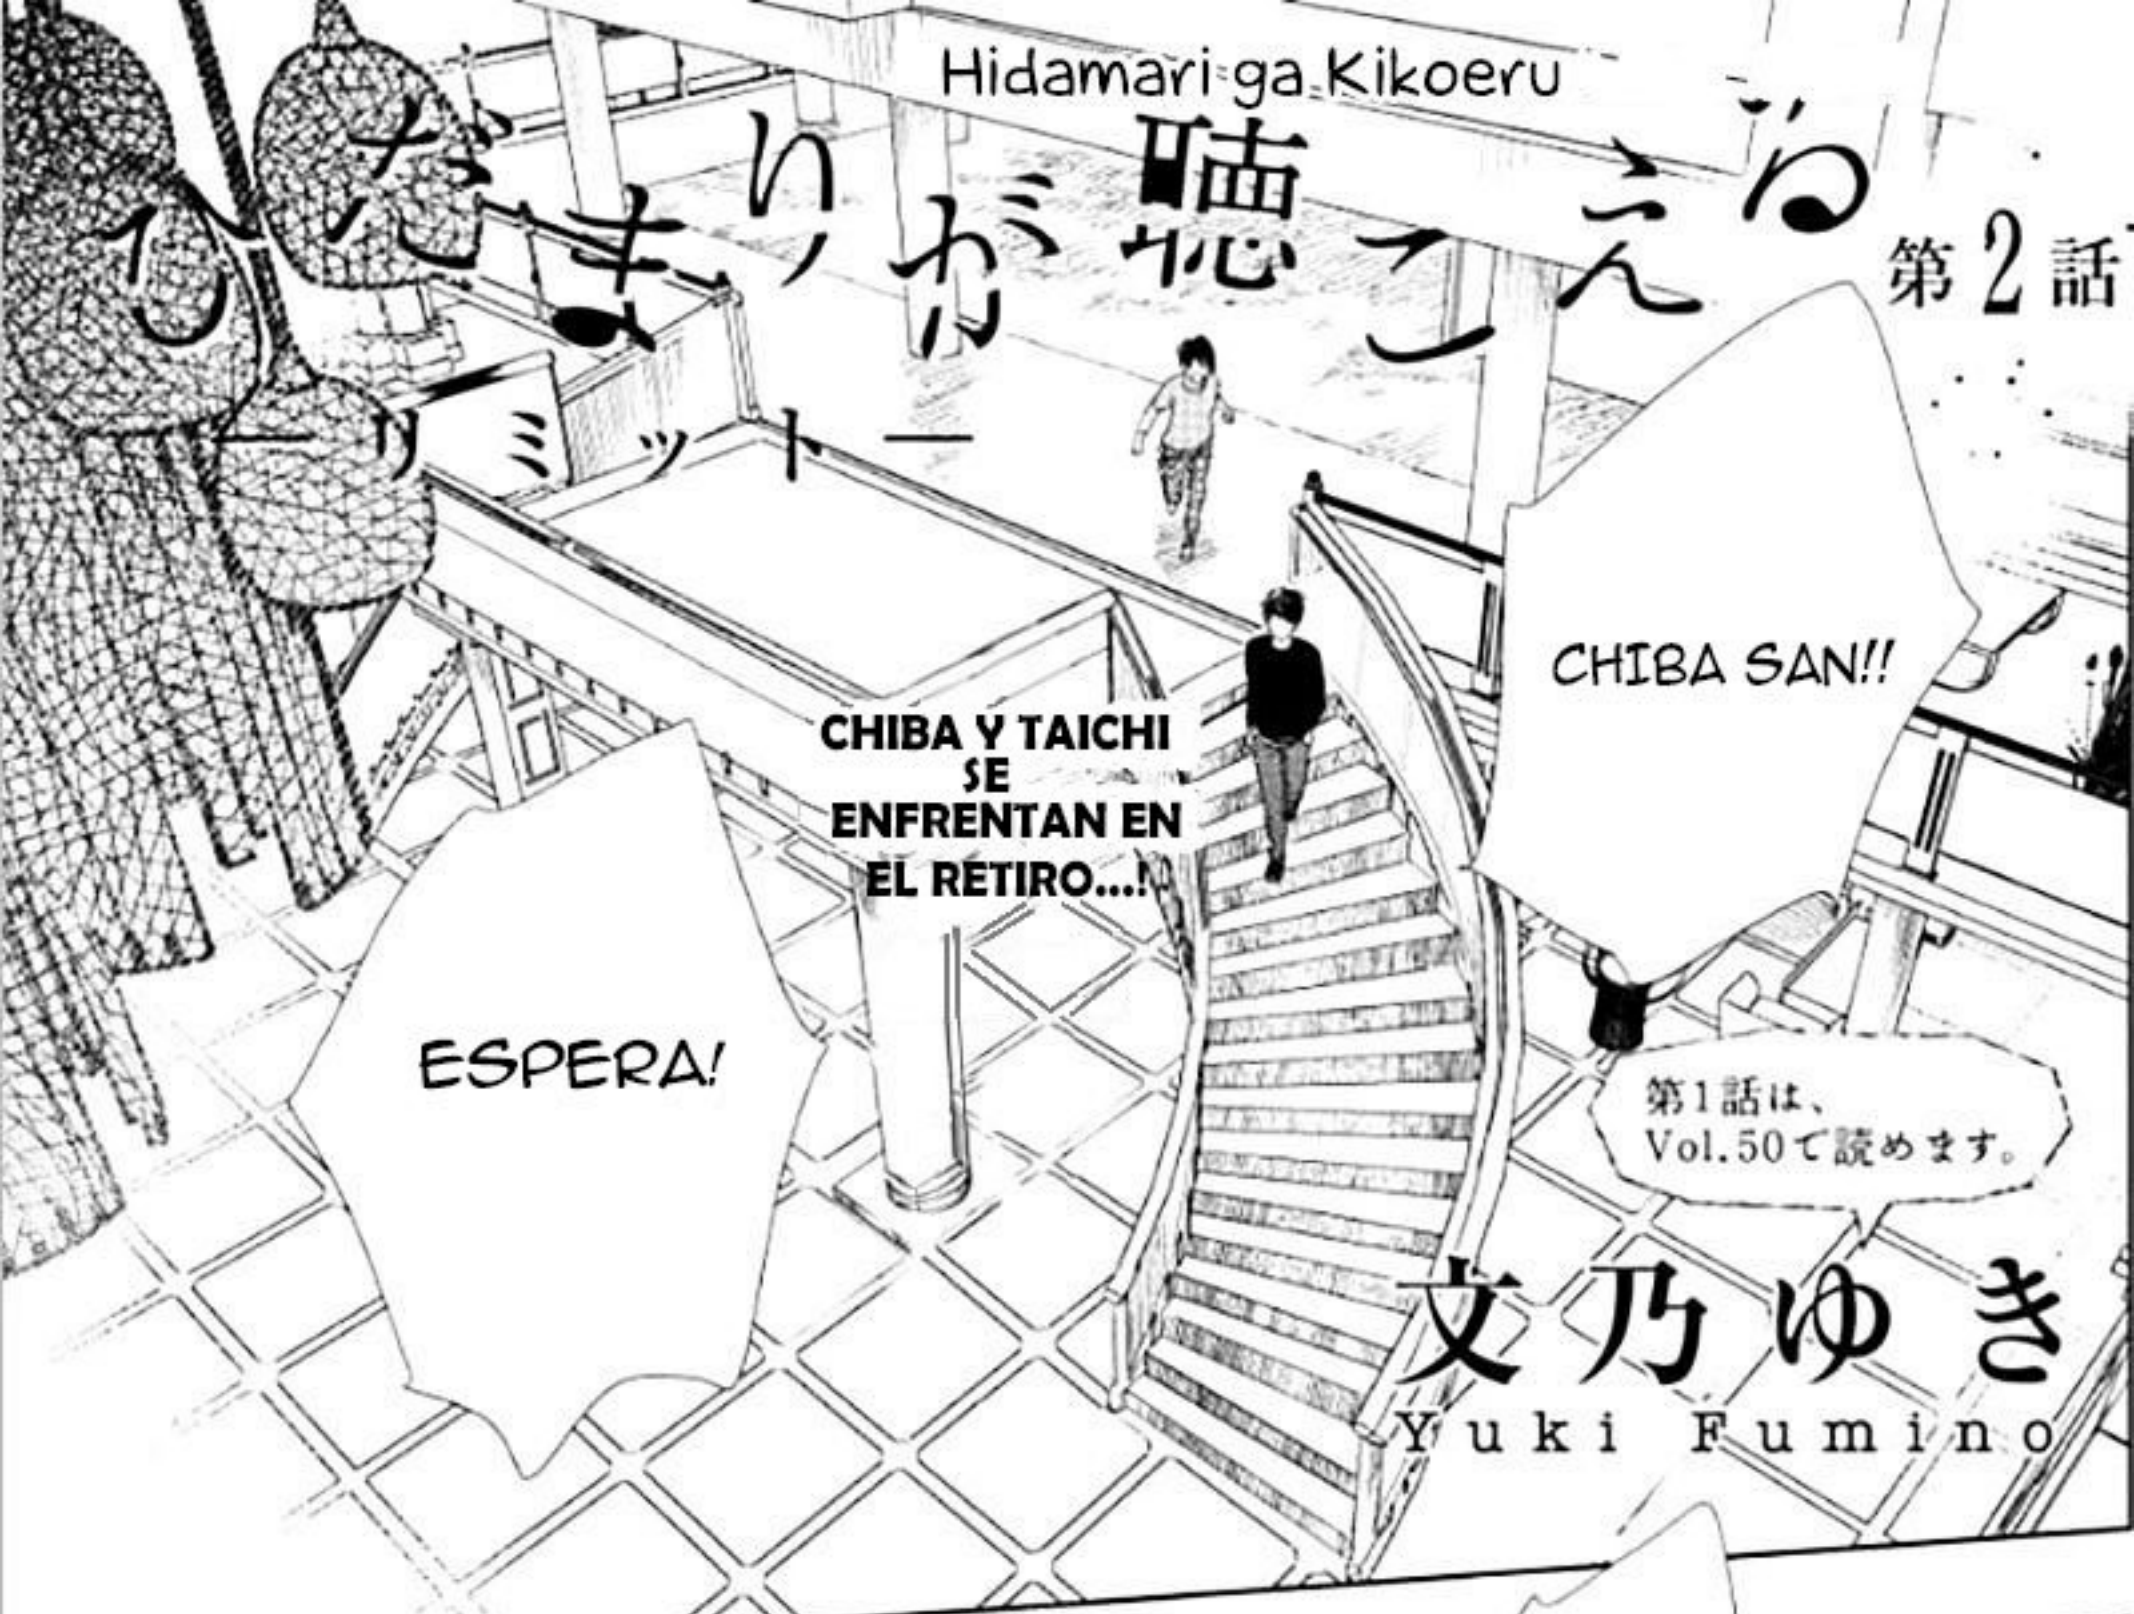 Hidamari ga Kikoeru
ひだまりが聴こえる
第2話
―リミット―
CHIBA SAN!!
CHIBA Y TAICHI
SE
ENFRENTAN EN
EL RETIRO...!
ESPERA!
第1話は、
Vol.50で読めます。
文乃ゆき
Yuki Fumino